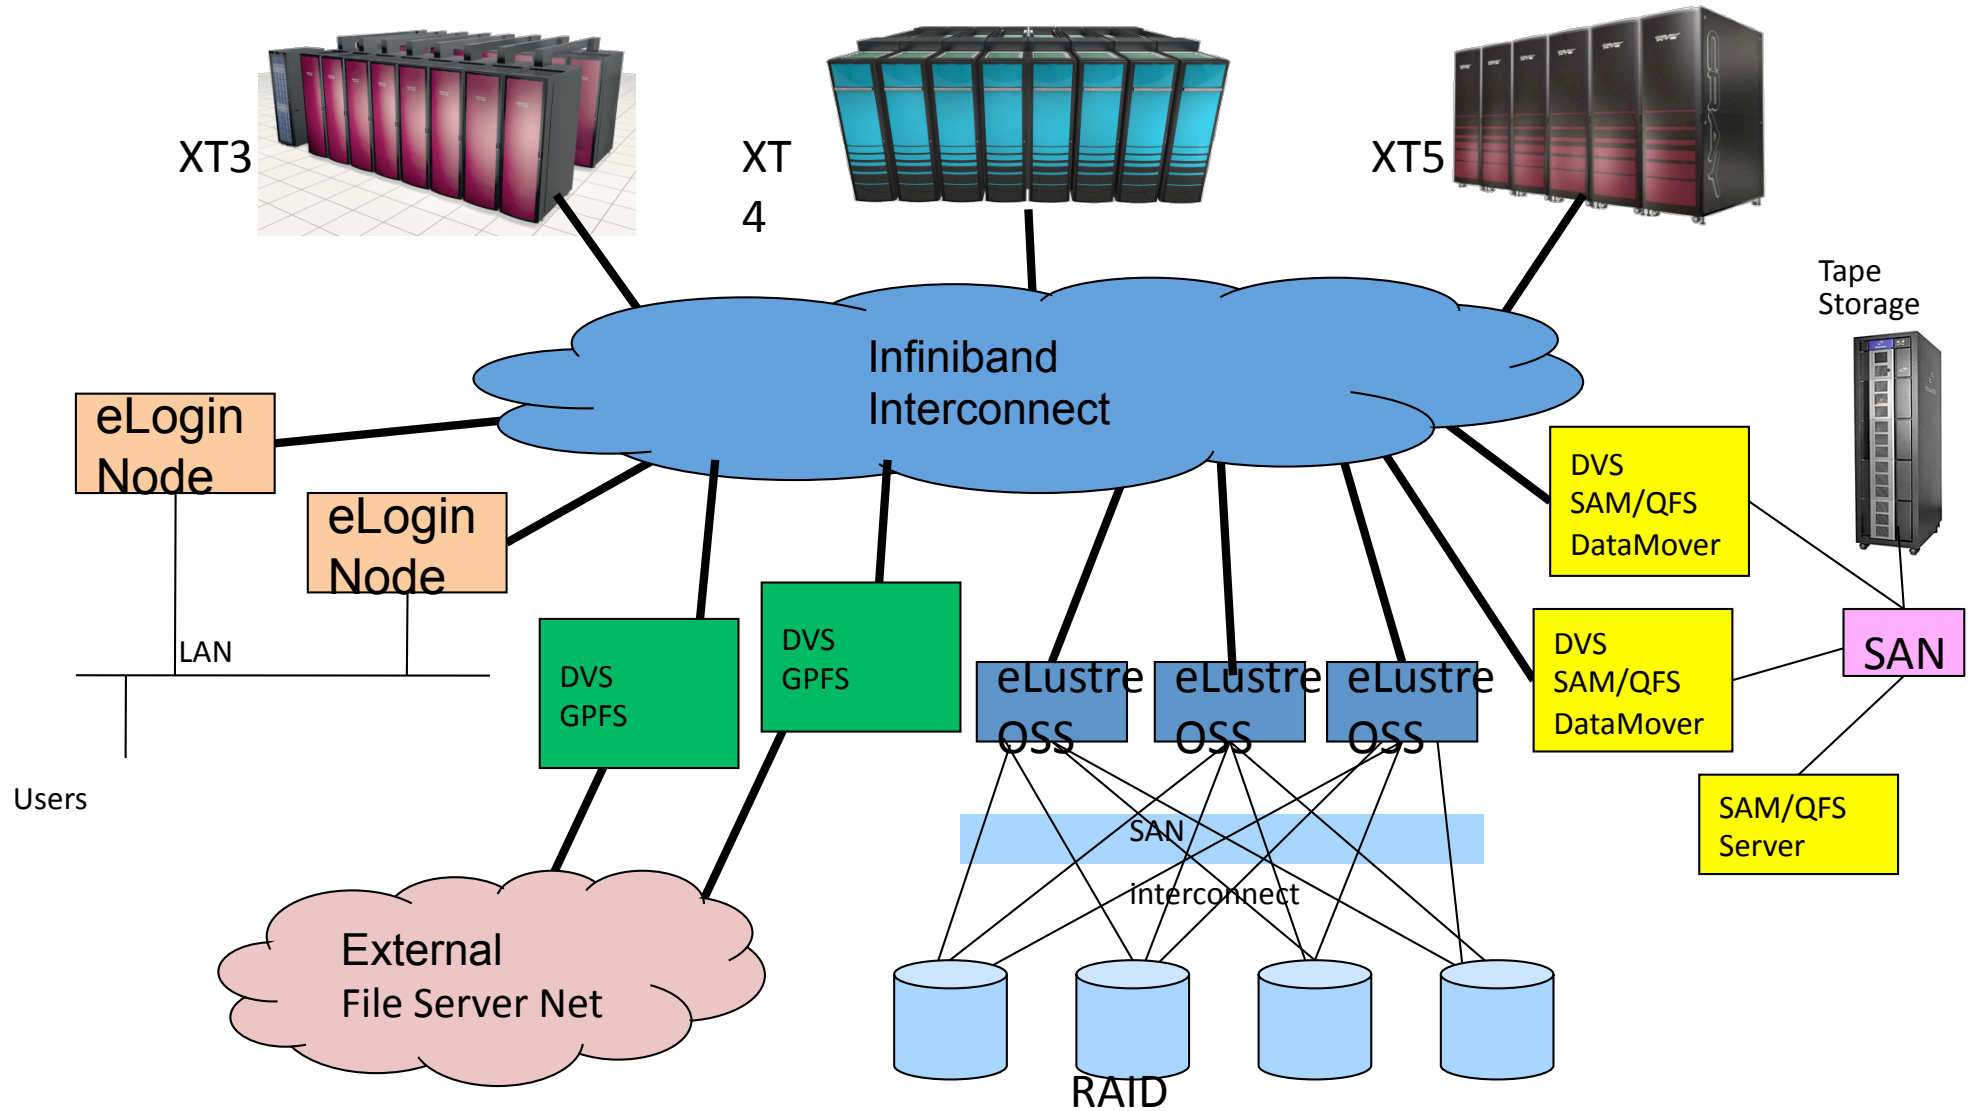 XT3
XT
4
XT5
CRAY
Tape
Storage
Infiniband
Interconnect
eLogin
Node
eLogin
Node
DVS
SAM/QFS
DataMover
LAN
DVS
GPFS
DVS
GPFS
eLustre
OSS
eLustre
OSS
eLustre
OSS
DVS
SAM/QFS
DataMover
SAN
Users
SAN
interconnect
SAM/QFS
Server
External
File Server Net
RAID